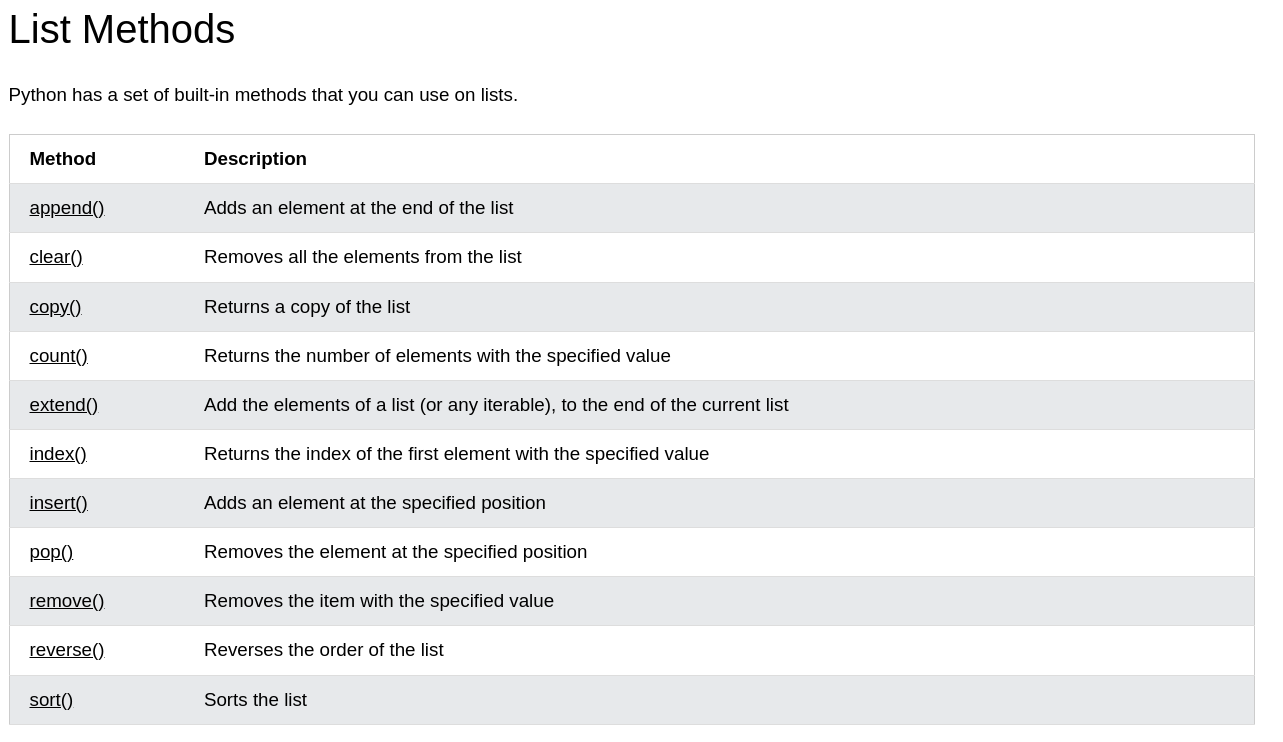 List Methods
Python has a set of built-in methods that you can use on lists.
Method Description
append() Adds an element at the end of the list
clear() Removes all the elements from the list
copy() Returns a copy of the list
count() Returns the number of elements with the specified value
extend() Add the elements of a list (or any iterable), to the end of the current list
index() Returns the index of the first element with the specified value
insert() Adds an element at the specified position
pop() Removes the element at the specified position
remove() Removes the item with the specified value
reverse() Reverses the order of the list
sort() Sorts the list